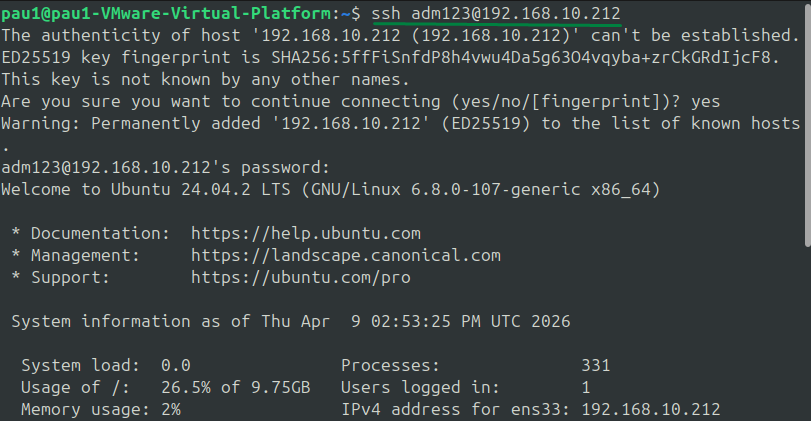 pau1@pau1-VMware-Virtual-Platform:~$ ssh adm123@192.168.10.212
The authenticity of host '192.168.10.212 (192.168.10.212)' can't be established.
ED25519 key fingerprint is SHA256:5ffFiSnfdP8h4vwu4Da5g63O4vqyba+zrCkGRdIjcF8.
This key is not known by any other names.
Are you sure you want to continue connecting (yes/no/[fingerprint])? yes
Warning: Permanently added '192.168.10.212' (ED25519) to the list of known hosts
.
adm123@192.168.10.212's password:
Welcome to Ubuntu 24.04.2 LTS (GNU/Linux 6.8.0-107-generic x86_64)
* Documentation:  https://help.ubuntu.com
* Management:     https://landscape.canonical.com
* Support:        https://ubuntu.com/pro
System information as of Thu Apr  9 02:53:25 PM UTC 2026
System load:  0.0                Processes:              331
Usage of /:   26.5% of 9.75GB   Users logged in:        1
Memory usage: 2%                 IPv4 address for ens33: 192.168.10.212